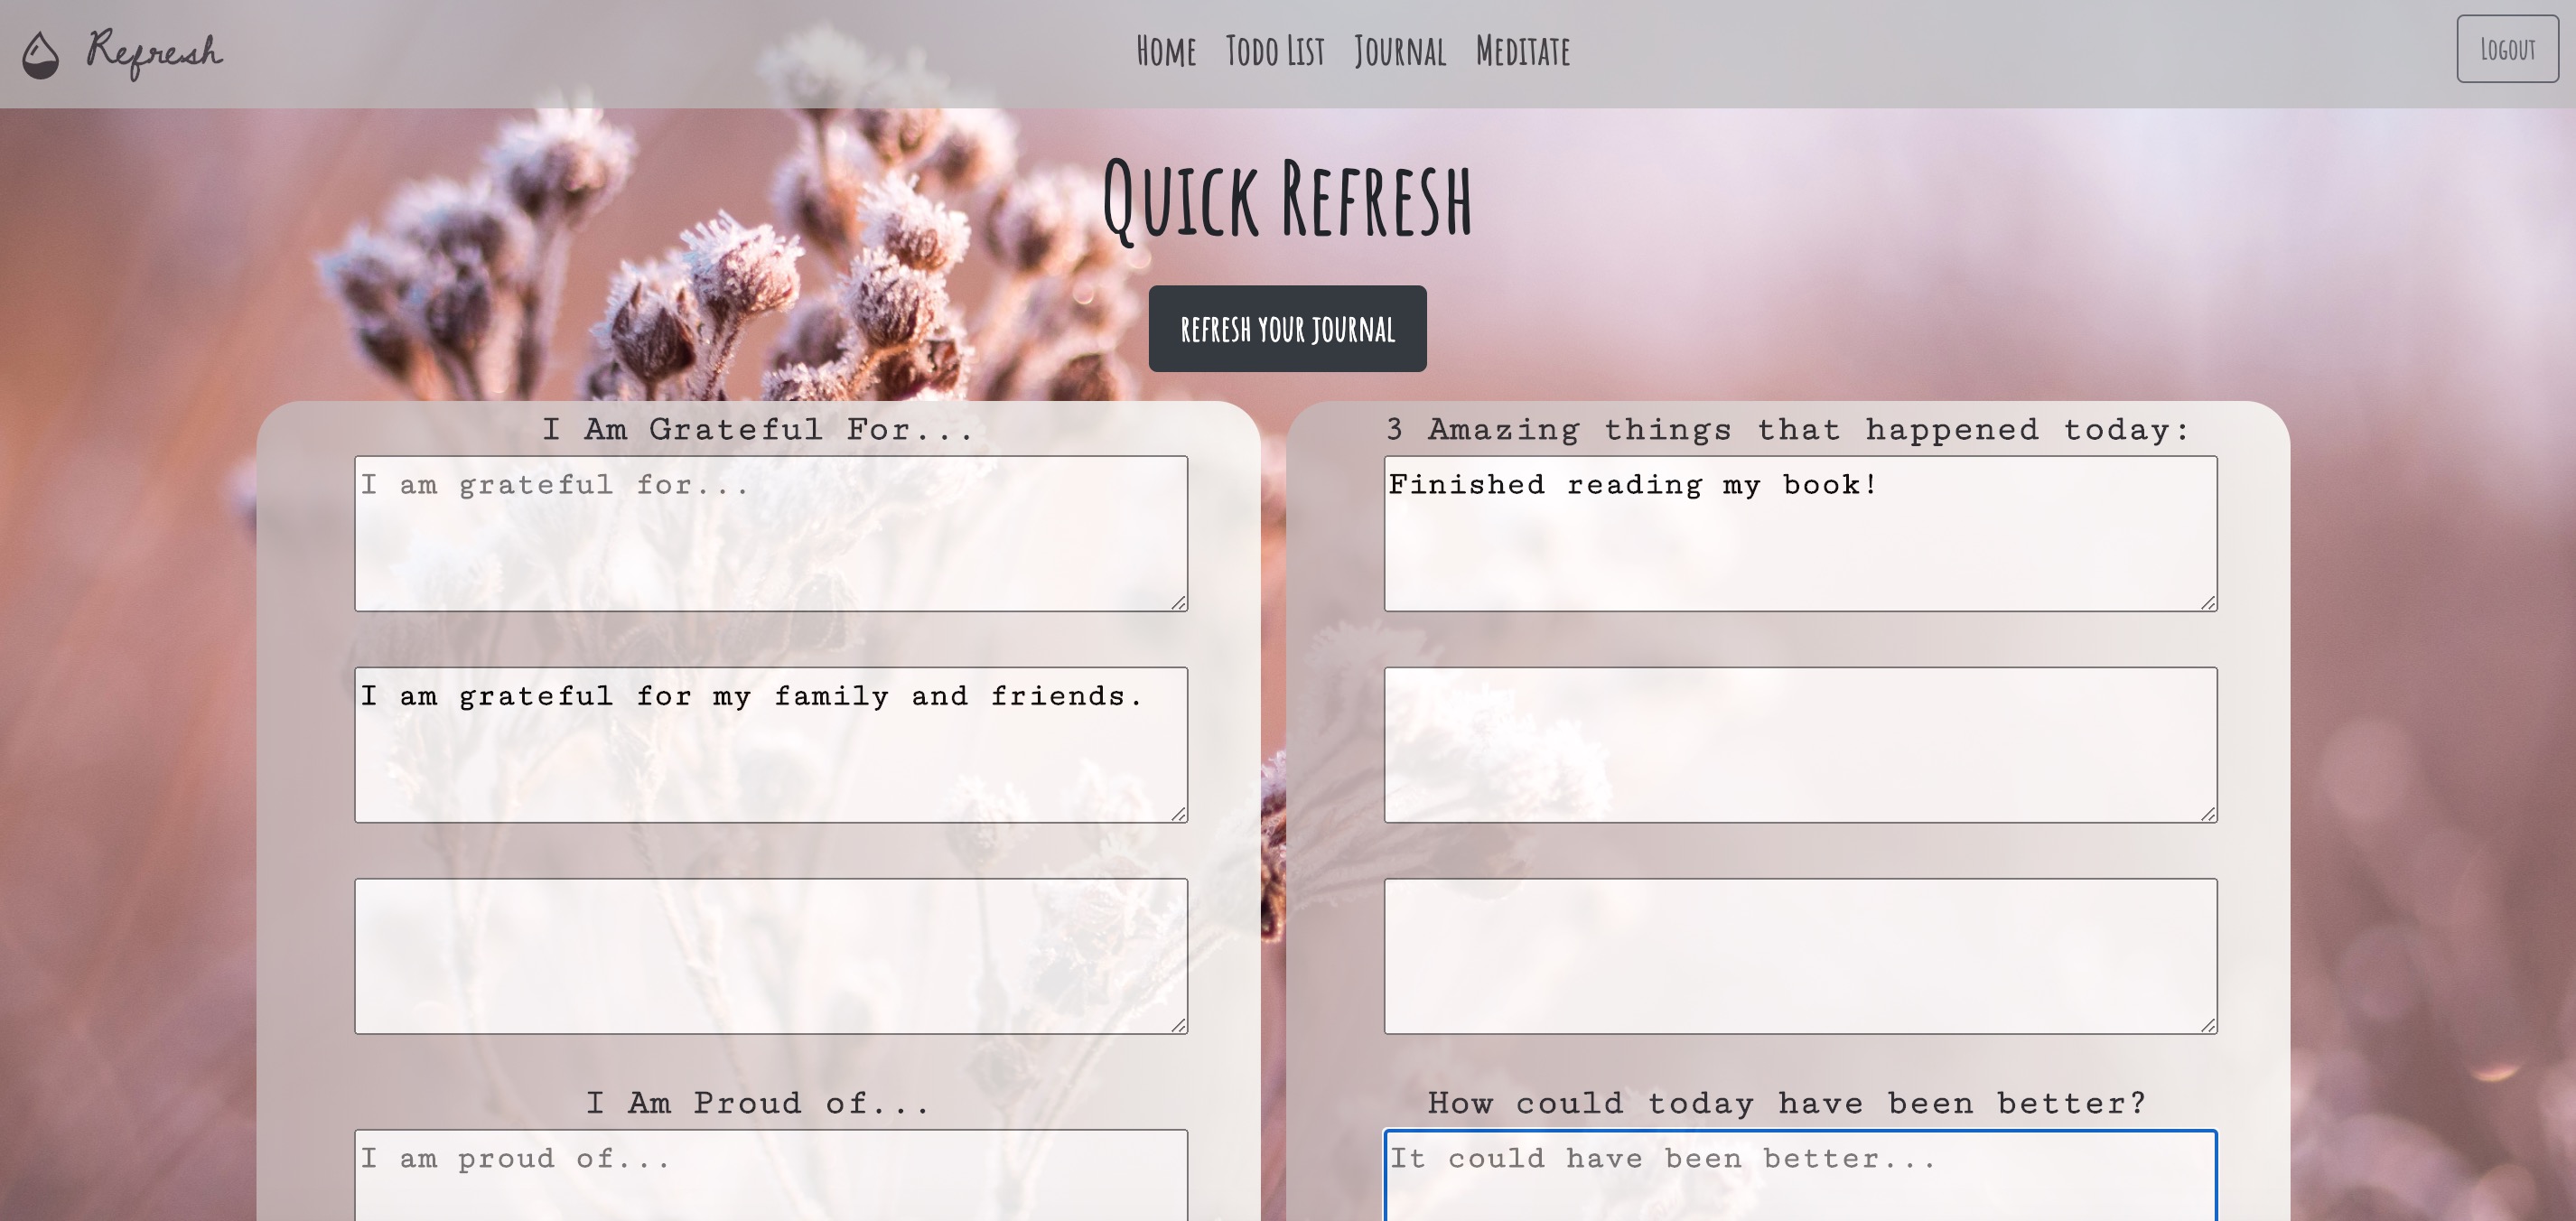 Refresh
Home Todo List Journal Meditate
Logout
Quick Refresh
refresh your journal
I Am Grateful For...
I am grateful for...
I am grateful for my family and friends.
I Am Proud of...
I am proud of...
3 Amazing things that happened today:
Finished reading my book!
How could today have been better?
It could have been better...